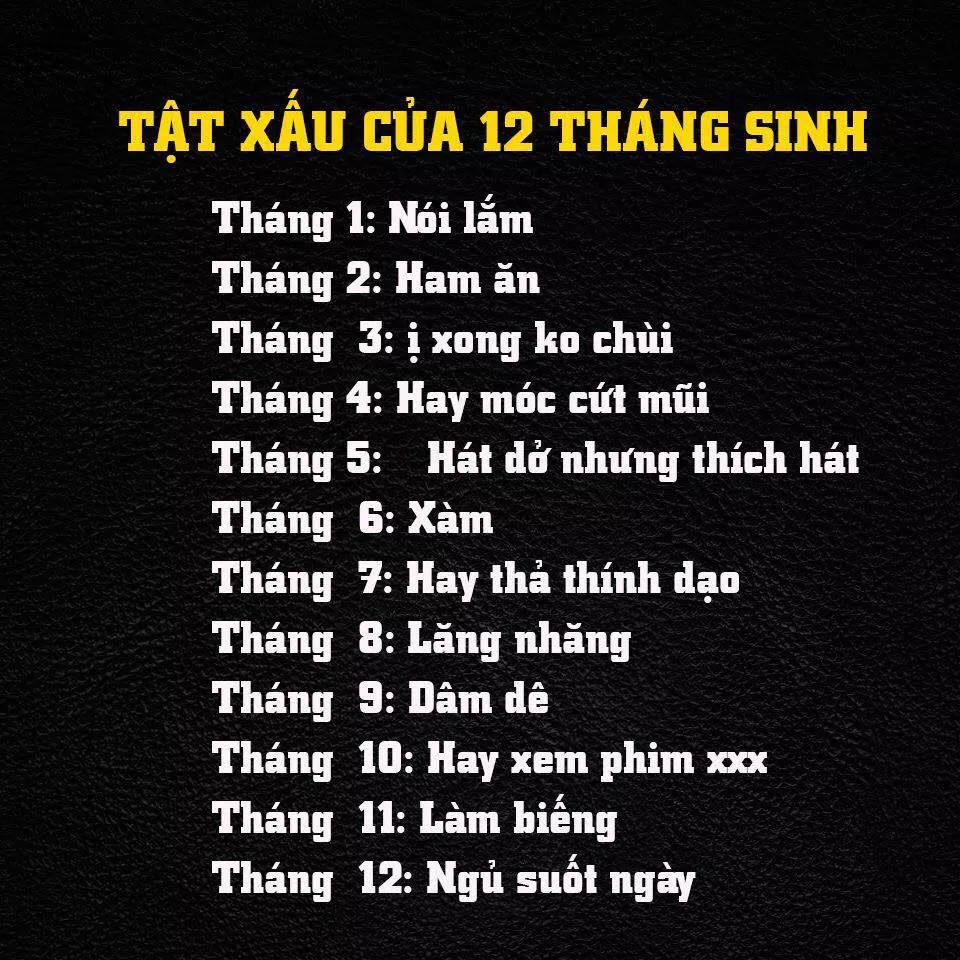 TẬT XẤU CỦA 12 THÁNG SINH
Tháng 1: Nói lắm
Tháng 2: Ham ăn
Tháng 3: ị xong ko chùi
Tháng 4: Hay móc cứt mũi
Tháng 5: Hát dở nhưng thích hát
Tháng 6: Xàm
Tháng 7: Hay thả thính dạo
Tháng 8: Lăng nhăng
Tháng 9: Dâm dê
Tháng 10: Hay xem phim xxx
Tháng 11: Làm biếng
Tháng 12: Ngủ suốt ngày